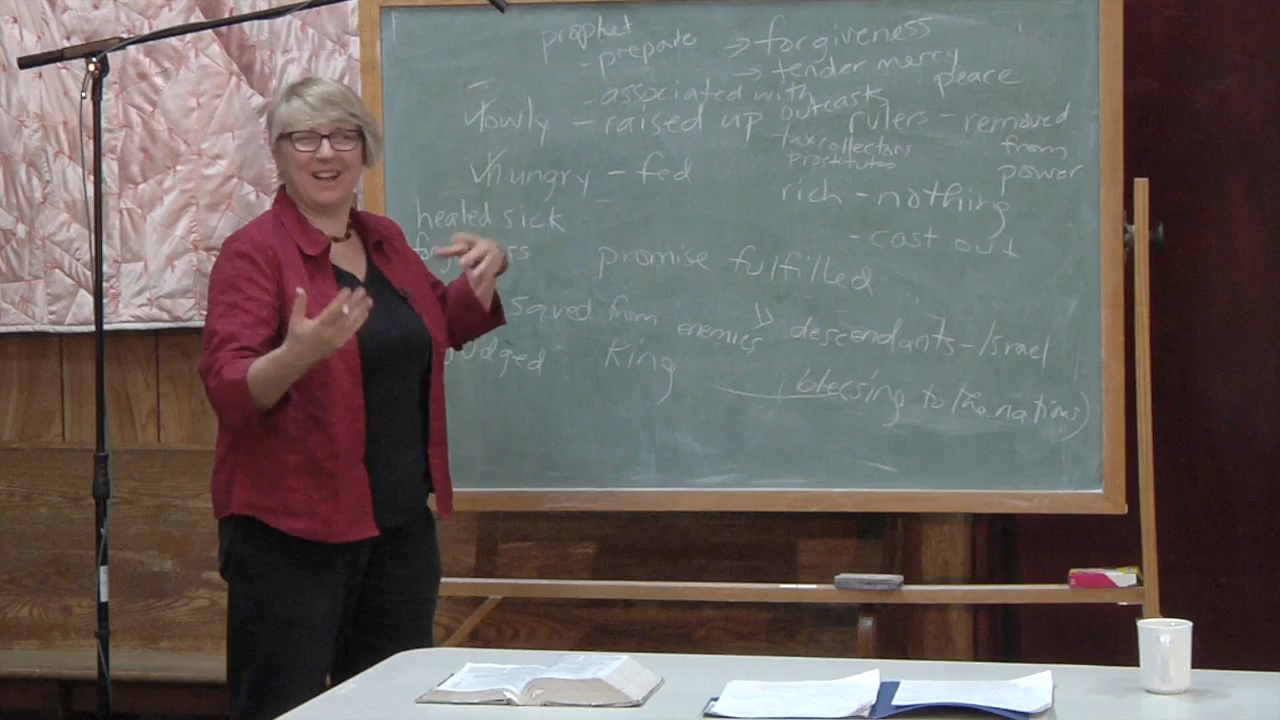 prophet
- prepare → forgiveness
→ tender mercy
peace
- associated with outcasts
lowly - raised up
tax collectors
prostitutes
rulers - removed from power
hungry - fed
rich - nothing
- cast out
healed sick
promise fulfilled
saved from enemies
descendants - Israel
judged
King
blessing to the nations)